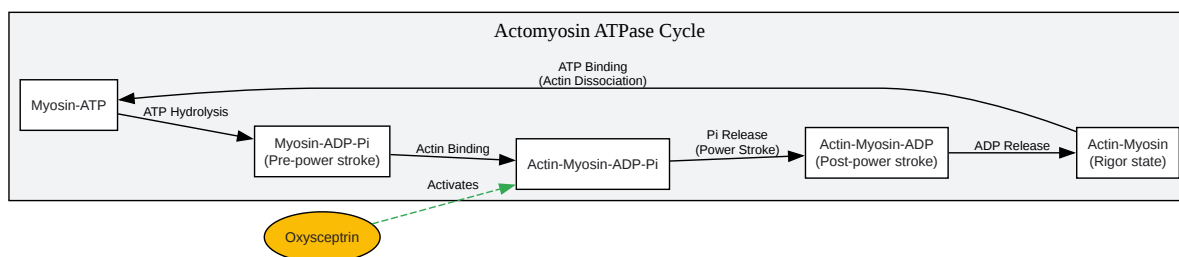 Actomyosin ATPase Cycle
ATP Binding
(Actin Dissociation)
Myosin-ATP
ATP Hydrolysis
Myosin-ADP-Pi
(Pre-power stroke)
Actin Binding
Actin-Myosin-ADP-Pi
Pi Release
(Power Stroke)
Actin-Myosin-ADP
(Post-power stroke)
ADP Release
Actin-Myosin
(Rigor state)
Activates
Oxysceptrin